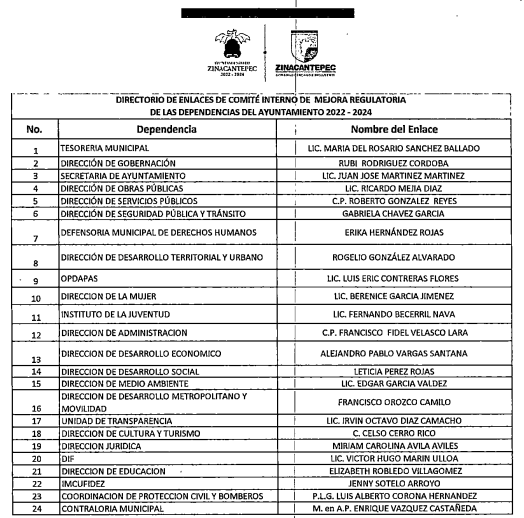 AYUNTAMIENTO
ZINACANTEPEC
2022 - 2024
ZINACANTEPEC
DIRECTORIO DE ENLACES DE COMITÉ INTERNO DE MEJORA REGULATORIA
DE LAS DEPENDENCIAS DEL AYUNTAMIENTO 2022 - 2024
No. Dependencia Nombre del Enlace
1 TESORERIA MUNICIPAL LIC. MARIA DEL ROSARIO SANCHEZ BALLADO
2 DIRECCIÓN DE GOBERNACIÓN RUBI RODRIGUEZ CORDOBA
3 SECRETARIA DE AYUNTAMIENTO LIC. JUAN JOSE MARTINEZ MARTINEZ
4 DIRECCIÓN DE OBRAS PÚBLICAS LIC. RICARDO MEJIA DIAZ
5 DIRECCIÓN DE SERVICIOS PÚBLICOS C.P. ROBERTO GONZALEZ REYES
6 DIRECCIÓN DE SEGURIDAD PÚBLICA Y TRÁNSITO GABRIELA CHAVEZ GARCIA
7 DEFENSORIA MUNICIPAL DE DERECHOS HUMANOS ERIKA HERNÁNDEZ ROJAS
8 DIRECCIÓN DE DESARROLLO TERRITORIAL Y URBANO ROGELIO GONZÁLEZ ALVARADO
9 OPDAPAS LIC. LUIS ERIC CONTRERAS FLORES
10 DIRECCION DE LA MUJER LIC. BERENICE GARCIA JIMENEZ
11 INSTITUTO DE LA JUVENTUD LIC. FERNANDO BECERRIL NAVA
12 DIRECCION DE ADMINISTRACION C.P. FRANCISCO FIDEL VELASCO LARA
13 DIRECCION DE DESARROLLO ECONOMICO ALEJANDRO PABLO VARGAS SANTANA
14 DIRECCION DE DESARROLLO SOCIAL LETICIA PEREZ ROJAS
15 DIRECCION DE MEDIO AMBIENTE LIC. EDGAR GARCIA VALDEZ
16 DIRECCION DE DESARROLLO METROPOLITANO Y
MOVILIDAD FRANCISCO OROZCO CAMILO
17 UNIDAD DE TRANSPARENCIA LIC. IRVIN OCTAVIO DIAZ CAMACHO
18 DIRECCION DE CULTURA Y TURISMO C. CELSO CERRO RICO
19 DIRECCION JURIDICA MIRIAM CAROLINA AVILA AVILES
20 DIF LIC. VICTOR HUGO MARIN ULLOA
21 DIRECCION DE EDUCACION ELIZABETH ROBLEDO VILLAGOMEZ
22 IMCUFIDEZ JENNY SOTELO ARROYO
23 COORDINACION DE PROTECCION CIVIL Y BOMBEROS P.L.G. LUIS ALBERTO CORONA HERNANDEZ
24 CONTRALORIA MUNICIPAL M. en A.P. ENRIQUE VAZQUEZ CASTAÑEDA